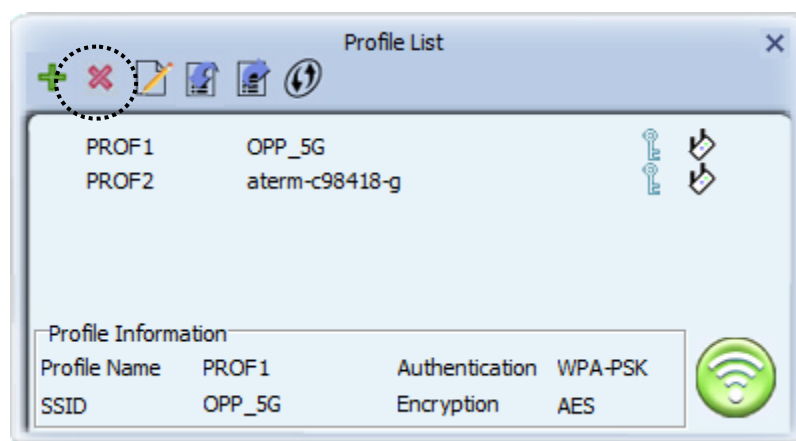 Profile List
PROF1 OPP_5G
PROF2 aterm-c98418-g
Profile Information
Profile Name PROF1 Authentication WPA-PSK
SSID OPP_5G Encryption AES